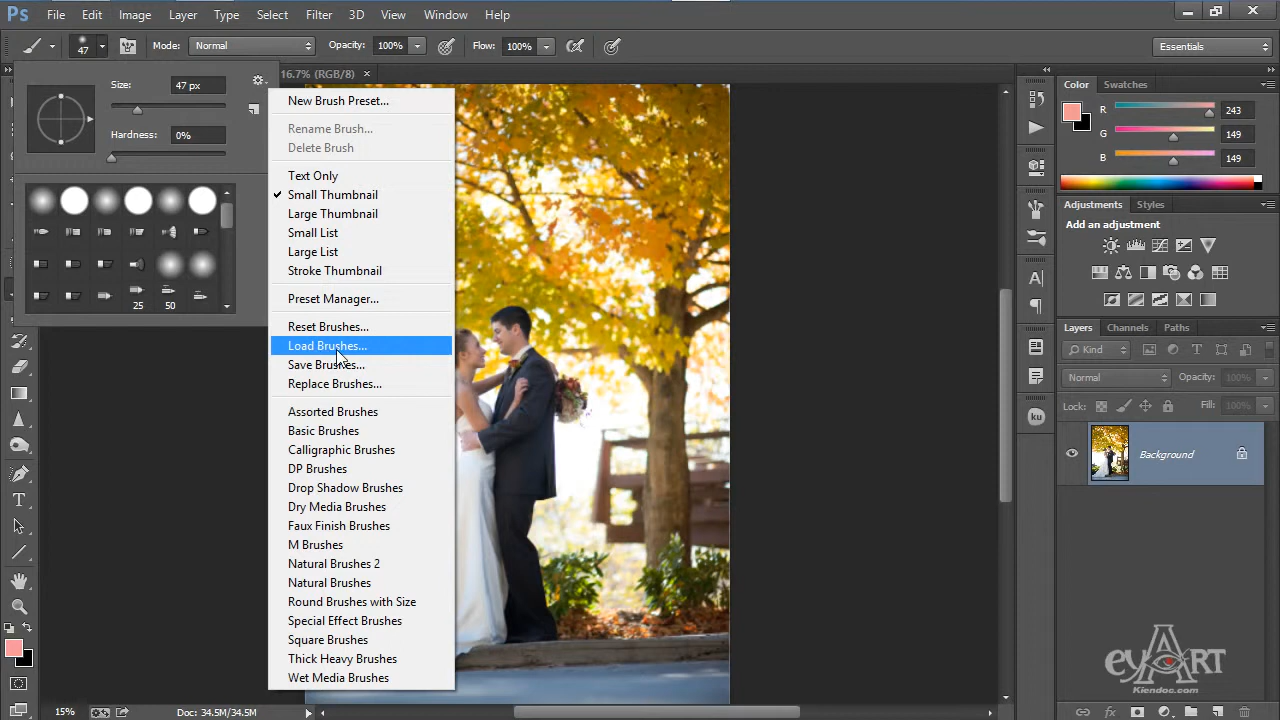 Ps File Edit Image Layer Type Select Filter 3D View Window Help
47 Mode: Normal Opacity: 100% Flow: 100% Essentials
16.7% (RGB/8) ×
Size: 47 px
Hardness: 0%
25 50
New Brush Preset...
Rename Brush...
Delete Brush
Text Only
Small Thumbnail
Large Thumbnail
Small List
Large List
Stroke Thumbnail
Preset Manager...
Reset Brushes...
Load Brushes...
Save Brushes...
Replace Brushes...
Assorted Brushes
Basic Brushes
Calligraphic Brushes
DP Brushes
Drop Shadow Brushes
Dry Media Brushes
Faux Finish Brushes
M Brushes
Natural Brushes 2
Natural Brushes
Round Brushes with Size
Special Effect Brushes
Square Brushes
Thick Heavy Brushes
Wet Media Brushes
Color Swatches
R 243
G 149
B 149
Adjustments Styles
Add an adjustment
Layers Channels Paths
Kind
Normal Opacity: 100%
Lock: Fill: 100%
Background
ku
eyART
Kiendoc.com
15% Doc: 34.5M/34.5M
fx